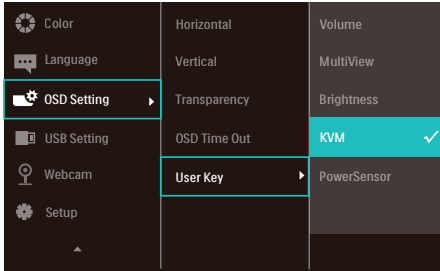 Color
Language
OSD Setting
USB Setting
Webcam
Setup
Horizontal
Vertical
Transparency
OSD Time Out
User Key
Volume
MultiView
Brightness
KVM
PowerSensor